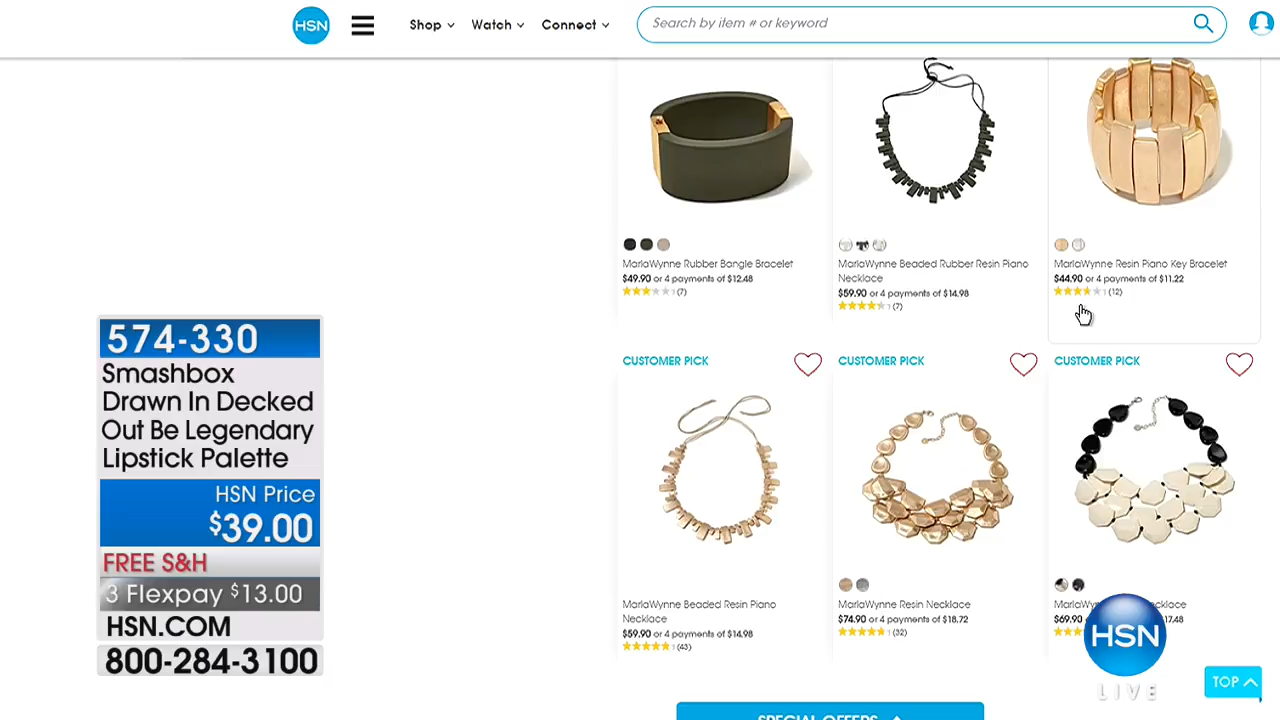 HSN
Shop
Watch
Connect
Search by item # or keyword
MarlaWynne Rubber Bangle Bracelet
$49.90 or 4 payments of $12.48
(7)
MarlaWynne Beaded Rubber Resin Piano
Necklace
$59.90 or 4 payments of $14.98
(7)
MarlaWynne Resin Piano Key Bracelet
$44.90 or 4 payments of $11.22
(12)
574-330
Smashbox
Drawn In Decked
Out Be Legendary
Lipstick Palette
HSN Price
$39.00
FREE S&H
3 Flexpay $13.00
HSN.COM
800-284-3100
CUSTOMER PICK
MarlaWynne Beaded Resin Piano
Necklace
$59.90 or 4 payments of $14.98
(43)
CUSTOMER PICK
MarlaWynne Resin Necklace
$74.90 or 4 payments of $18.72
(32)
CUSTOMER PICK
$69.90
HSN
LIVE
TOP
SPECIAL OFFERS